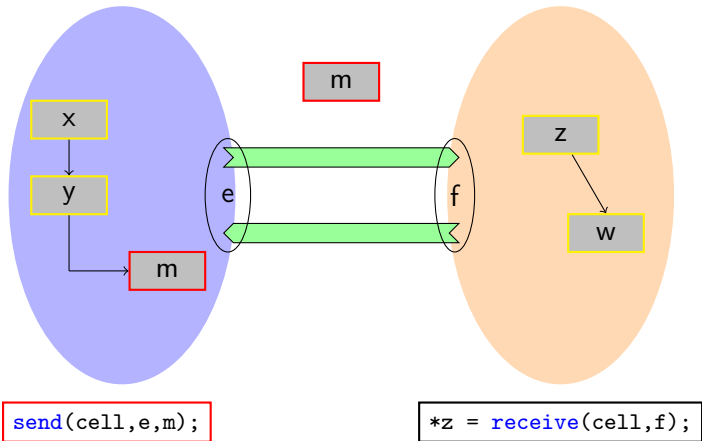 m
x
y
m
e
f
z
w
send(cell,e,m);
*z = receive(cell,f);